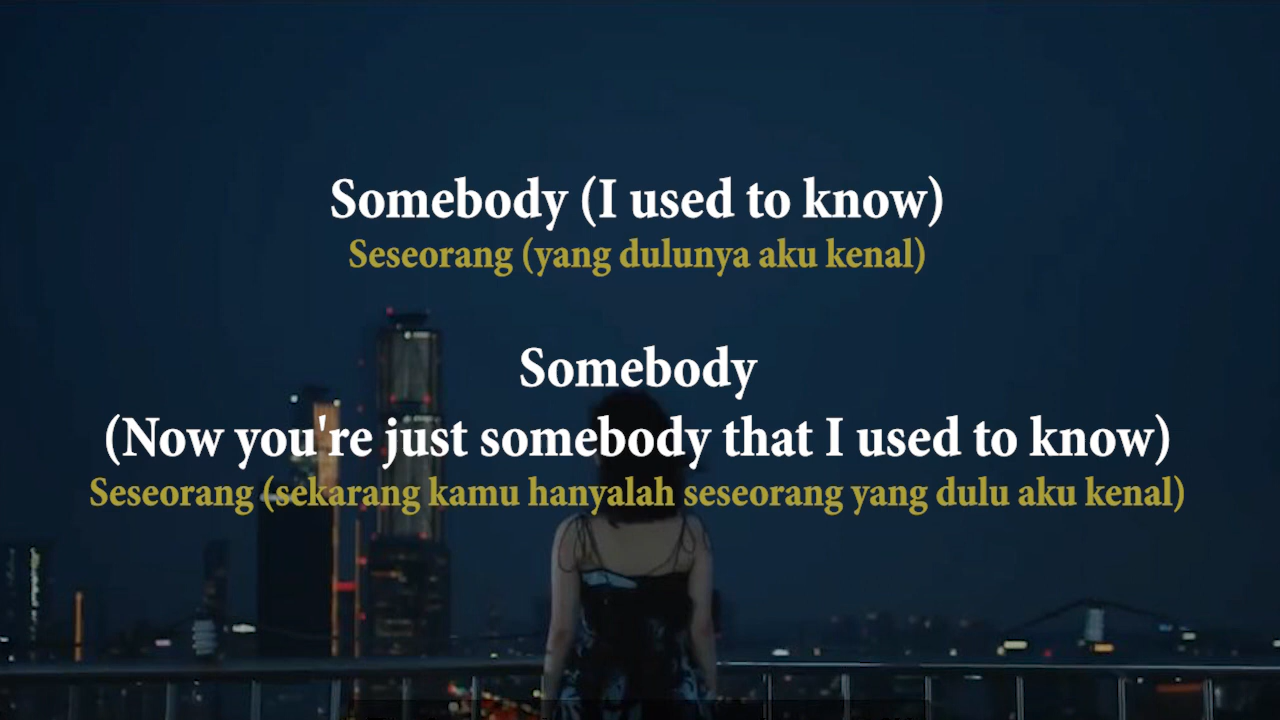 Somebody (I used to know)
Seseorang (yang dulunya aku kenal)
Somebody
(Now you're just somebody that I used to know)
Seseorang (sekarang kamu hanyalah seseorang yang dulu aku kenal)